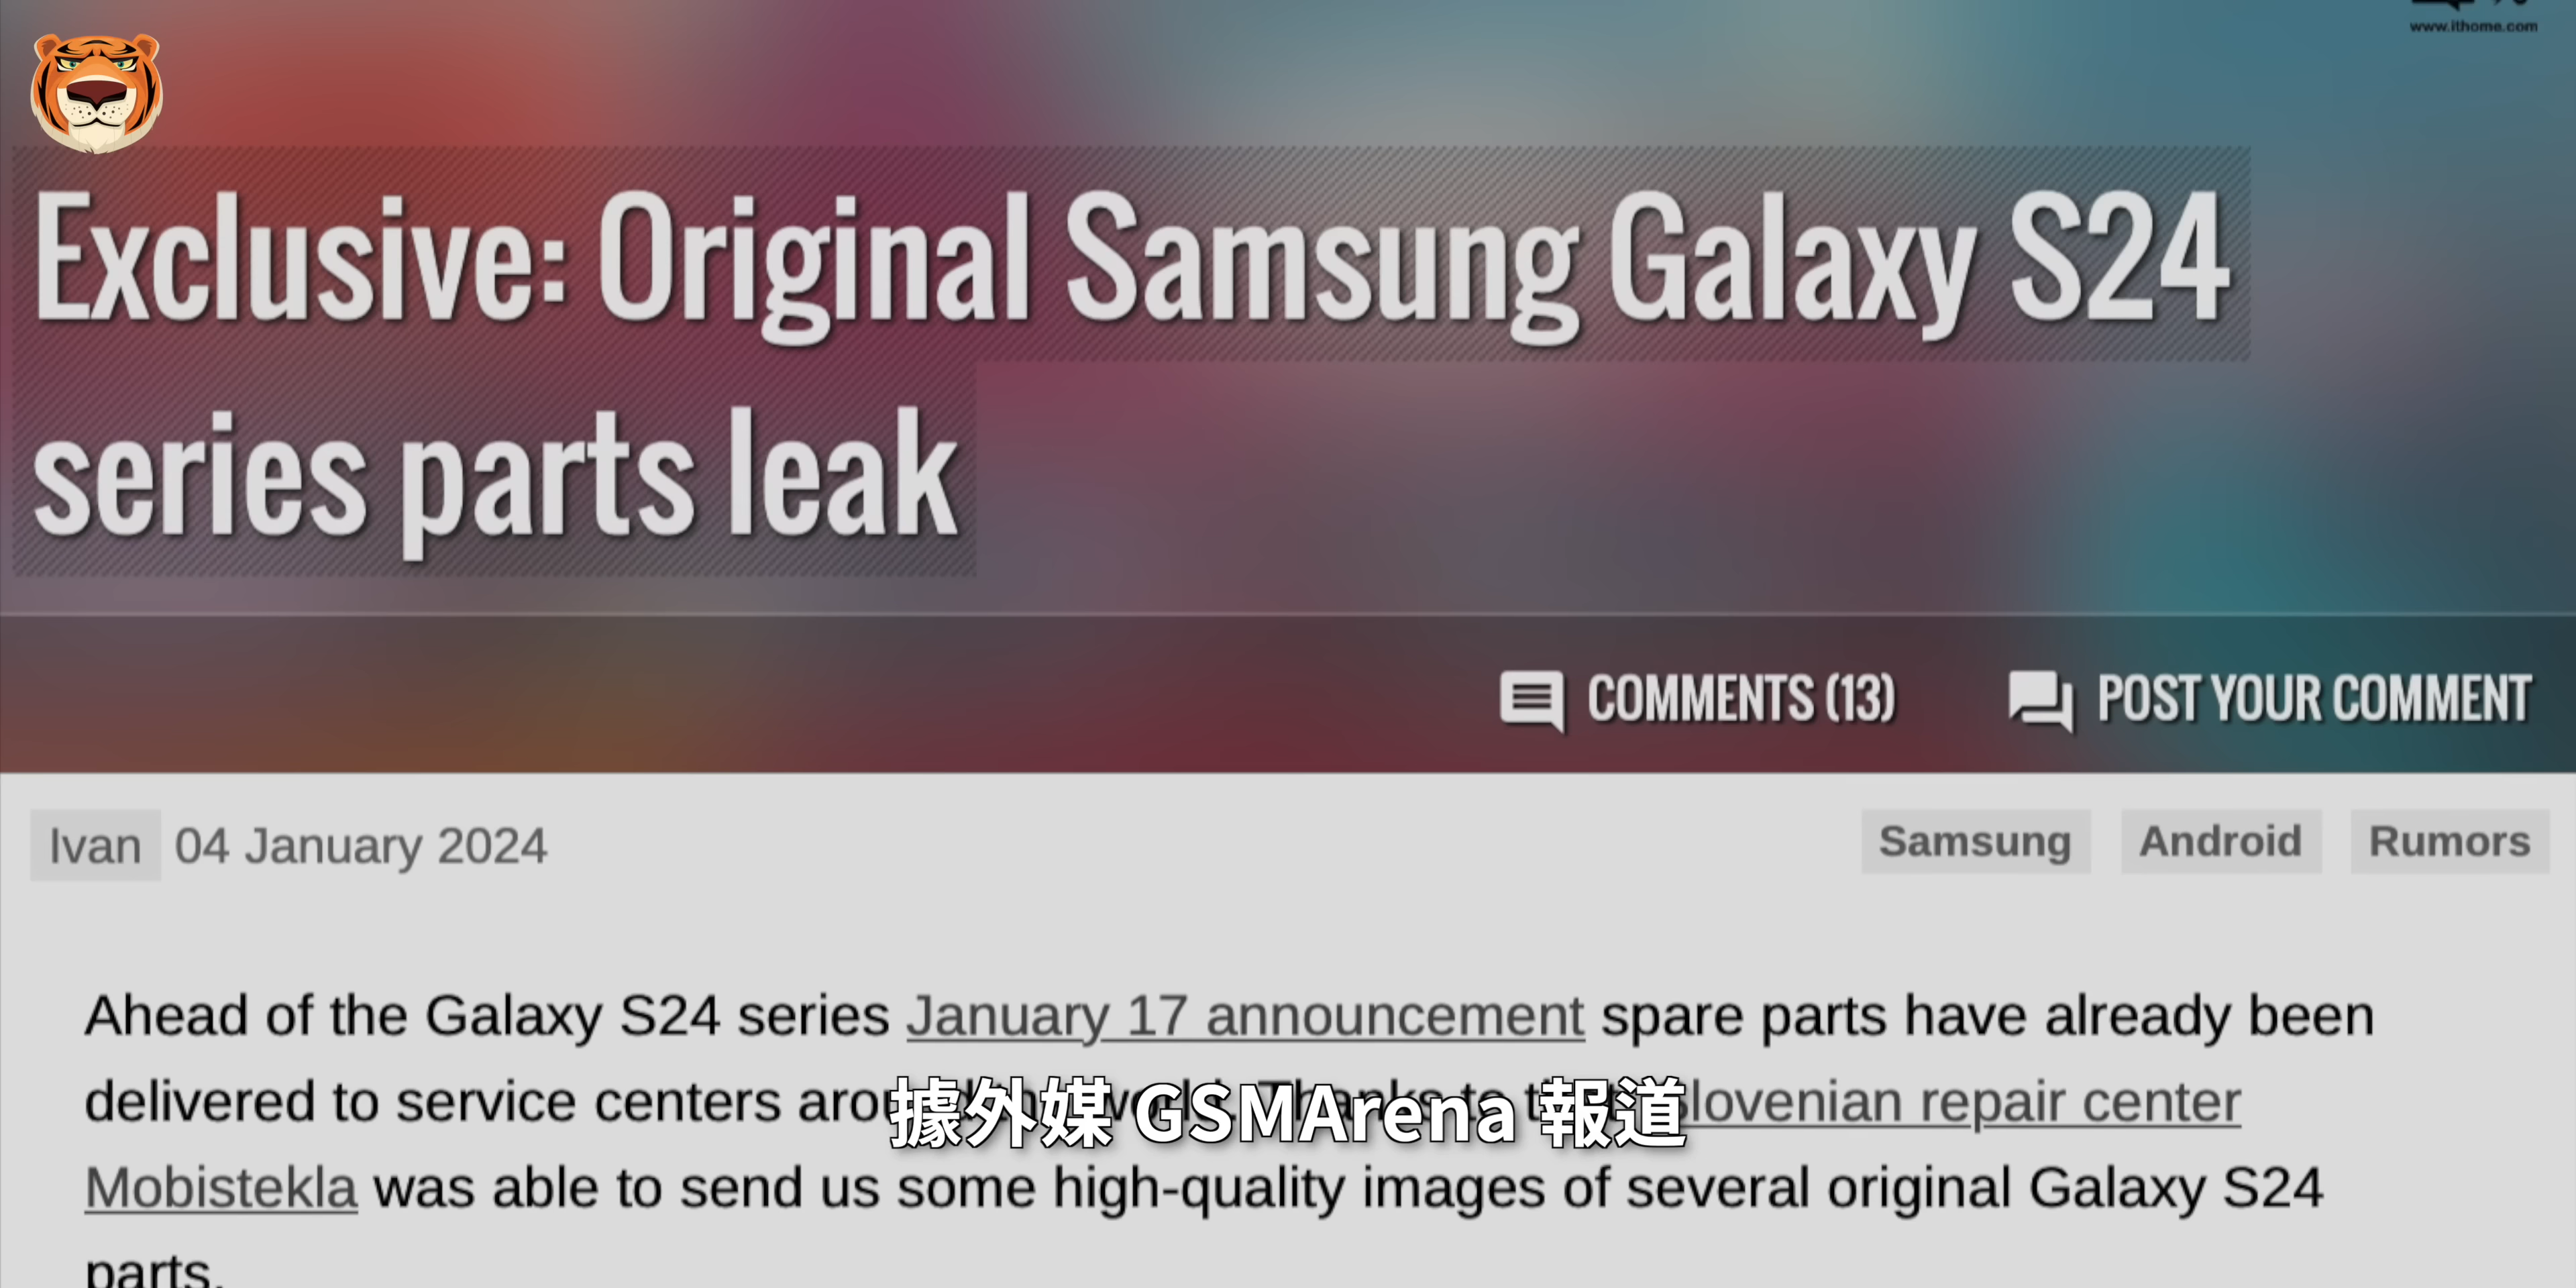 www.ithome.com
Exclusive: Original Samsung Galaxy S24
series parts leak
COMMENTS (13) POST YOUR COMMENT
Ivan 04 January 2024 Samsung Android Rumors
Ahead of the Galaxy S24 series January 17 announcement spare parts have already been
delivered to service centers Thanks to Slovenian repair center
據外媒 GSMArena 報道
Mobistekla was able to send us some high-quality images of several original Galaxy S24
parts.